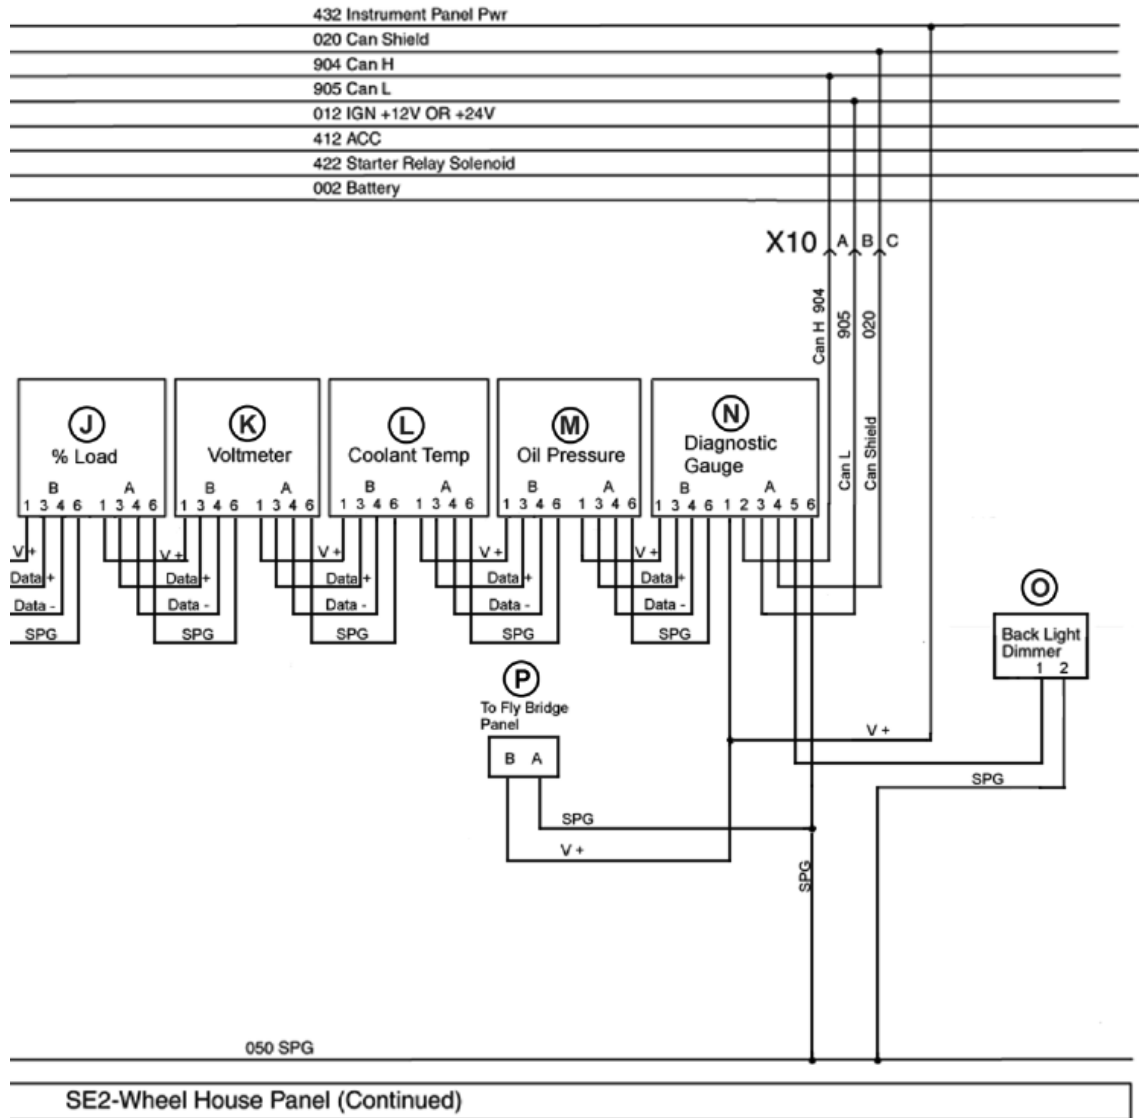 432 Instrument Panel Pwr
020 Can Shield
904 Can H
905 Can L
012 IGN +12V OR +24V
412 ACC
422 Starter Relay Solenoid
002 Battery
X10 A B C
Can H 904
905
020
Can L
Can Shield
J
% Load
B A
1 3 4 6 1 3 4 6
K
Voltmeter
B A
1 3 4 6 1 3 4 6
L
Coolant Temp
B A
1 3 4 6 1 3 4 6
M
Oil Pressure
B A
1 3 4 6 1 3 4 6
N
Diagnostic
Gauge
B A
1 3 4 6 1 2 3 4 5 6
V + V + V + V + V +
Data + Data + Data + Data + Data +
Data - Data - Data - Data - Data -
SPG SPG SPG SPG SPG
O
Back Light
Dimmer
1 2
P
To Fly Bridge
Panel
B A
V +
SPG
SPG
V +
SPG
050 SPG
SE2-Wheel House Panel (Continued)